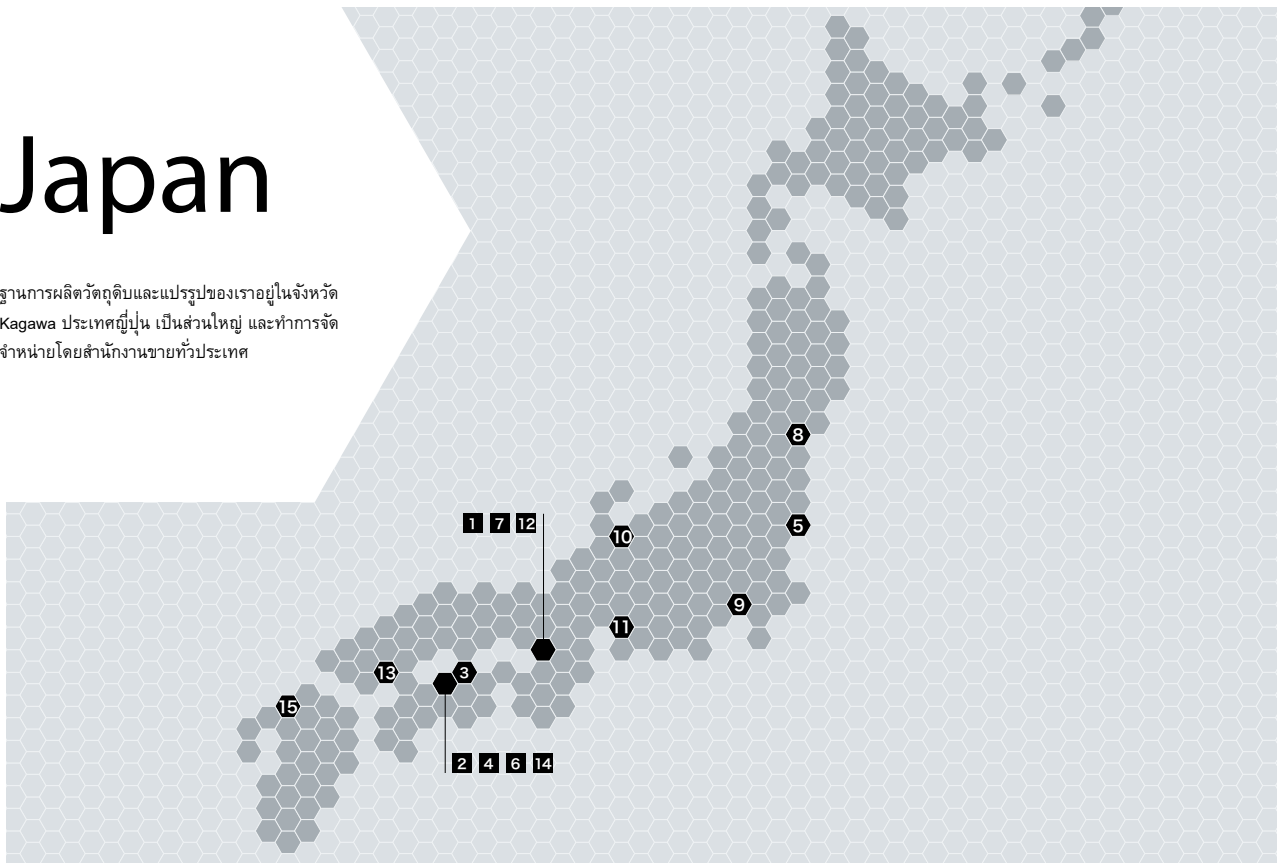 Japan
ฐานการผลิตวัตถุดิบและแปรรูปของเราอยู่ในจังหวัด
Kagawa ประเทศญี่ปุ่น เป็นส่วนใหญ่ และทำการจัด
จำหน่ายโดยสำนักงานขายทั่วประเทศ
8
1 7 12
5
10
9
11
13
3
15
2 4 6 14